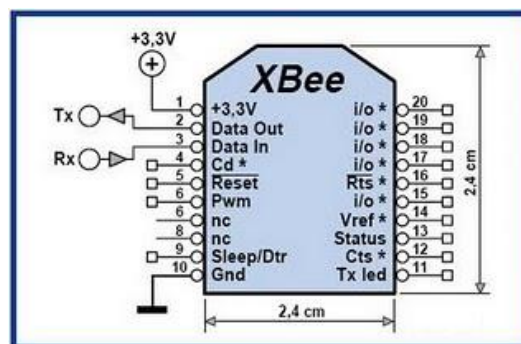 +3,3V
XBee
1 +3,3V i/o * 20
Tx 2 Data Out i/o * 19
3 Data In i/o * 18
Rx 4 Cd * i/o * 17
5 Reset Rts * 16
6 Pwm i/o * 15
6 nc Vref * 14
8 nc Status 13
9 Sleep/Dtr Cts * 12
10 Gnd Tx led 11
2,4 cm
2,4 cm